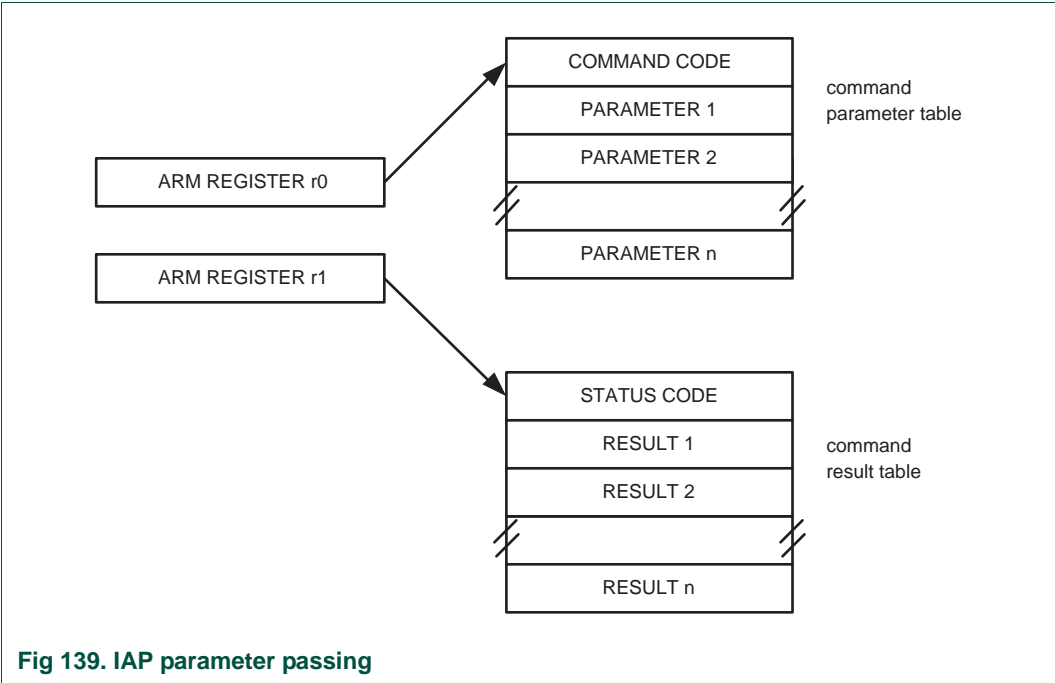 COMMAND CODE
PARAMETER 1
PARAMETER 2
PARAMETER n
command
parameter table
ARM REGISTER r0
ARM REGISTER r1
STATUS CODE
RESULT 1
RESULT 2
RESULT n
command
result table
Fig 139. IAP parameter passing